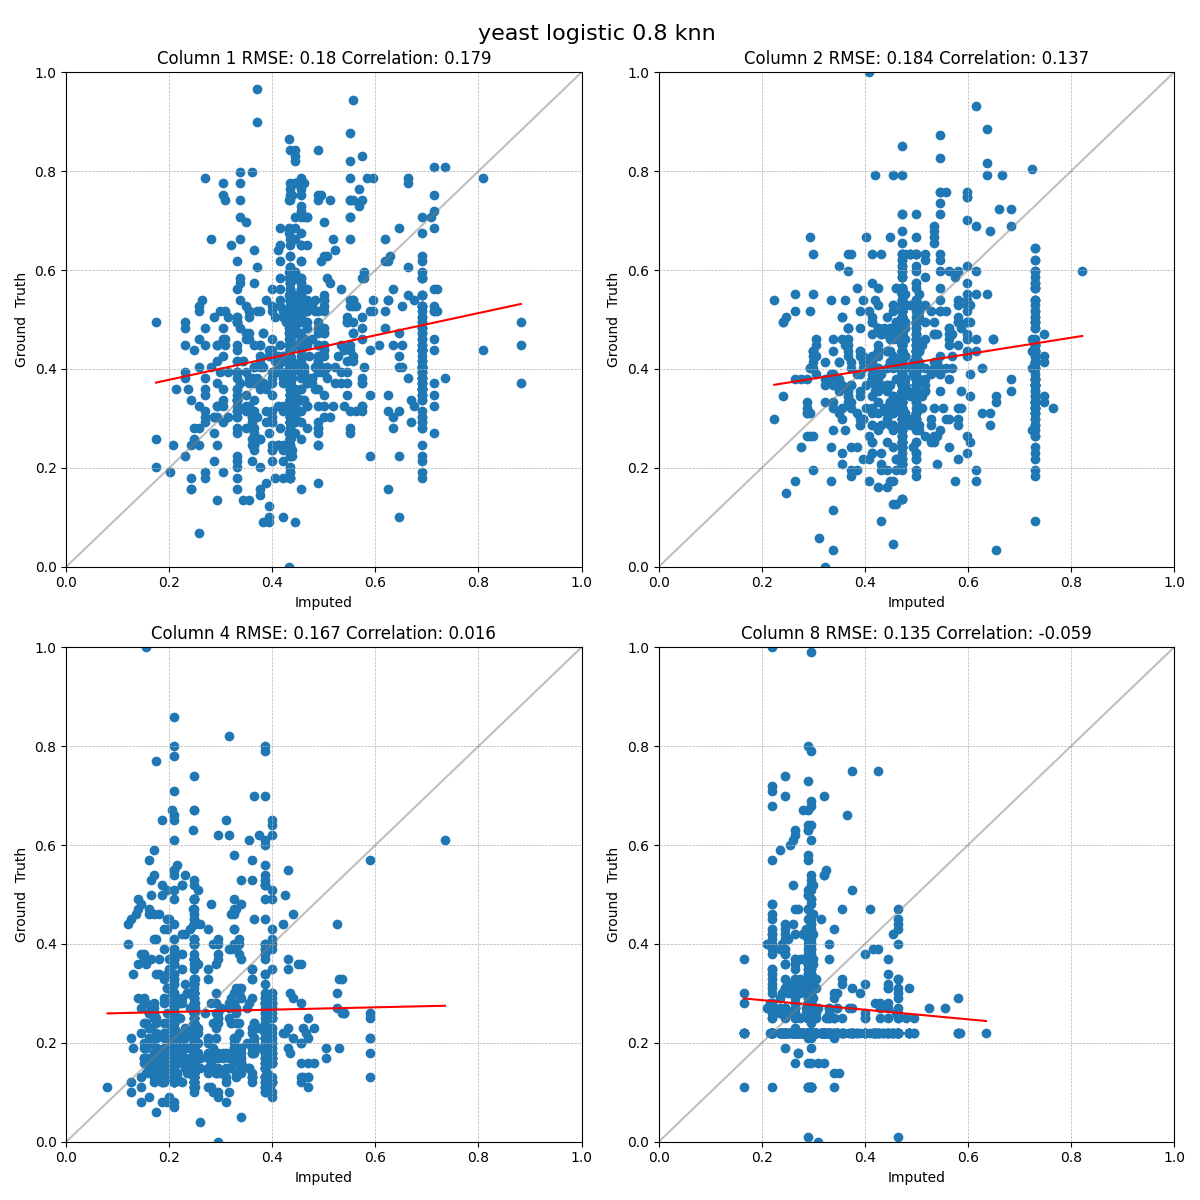 yeast logistic 0.8 knn
Column 1 RMSE: 0.18 Correlation: 0.179
1.0
0.8
0.6
0.4
0.2
0.0
Ground Truth
0.0 0.2 0.4 0.6 0.8 1.0
Imputed
Column 2 RMSE: 0.184 Correlation: 0.137
1.0
0.8
0.6
0.4
0.2
0.0
Ground Truth
0.0 0.2 0.4 0.6 0.8 1.0
Imputed
Column 4 RMSE: 0.167 Correlation: 0.016
1.0
0.8
0.6
0.4
0.2
0.0
Ground Truth
0.0 0.2 0.4 0.6 0.8 1.0
Imputed
Column 8 RMSE: 0.135 Correlation: -0.059
1.0
0.8
0.6
0.4
0.2
0.0
Ground Truth
0.0 0.2 0.4 0.6 0.8 1.0
Imputed